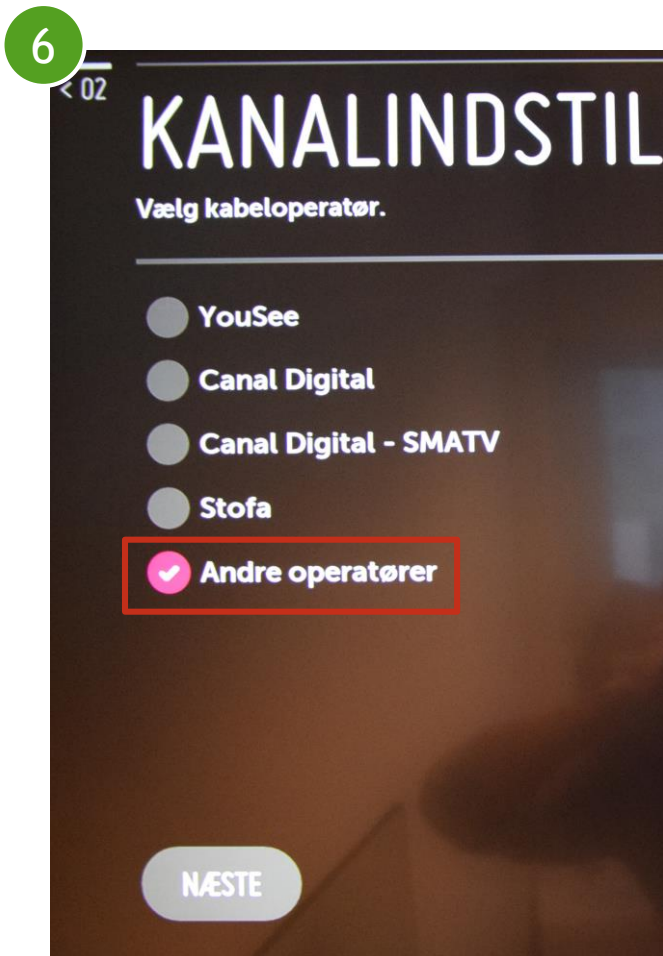 6
< 02
KANALINDSTIL
Vælg kabeloperatør.
YouSee
Canal Digital
Canal Digital - SMATV
Stofa
Andre operatører
NÆSTE